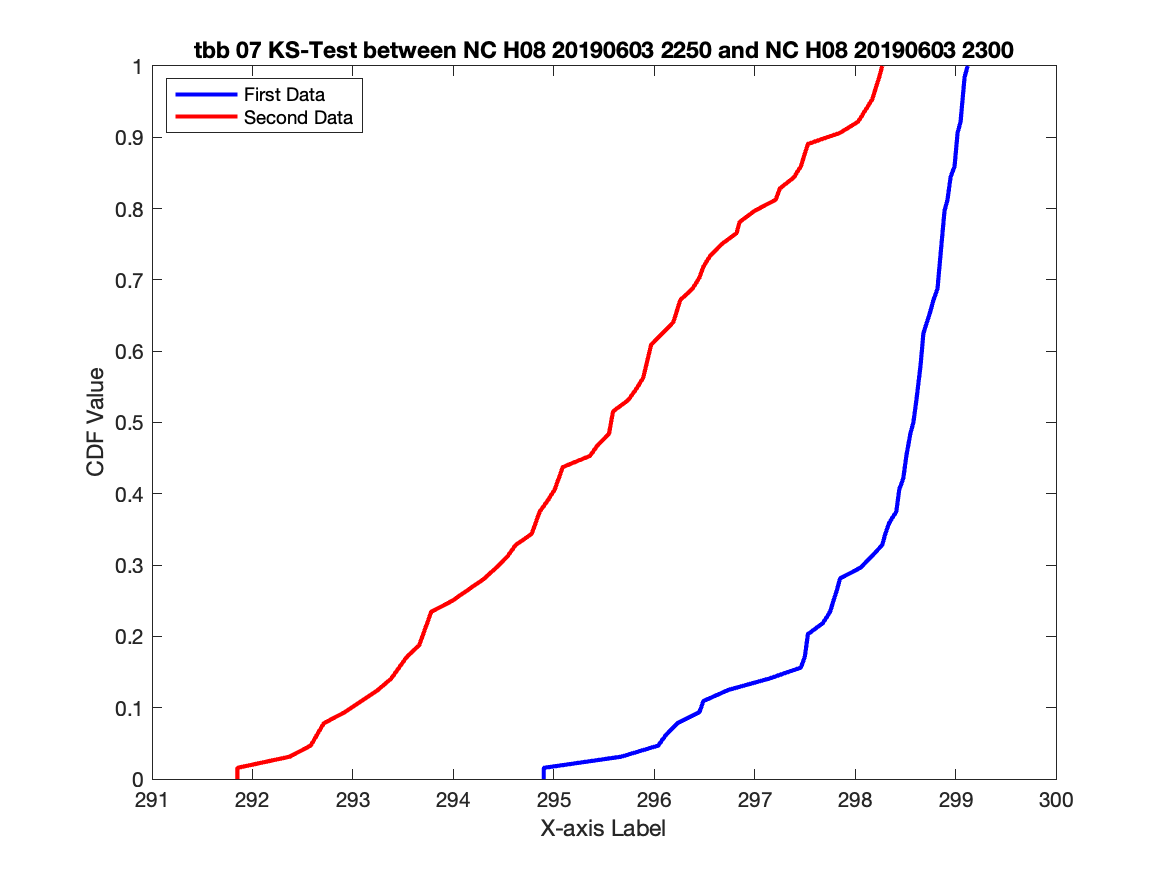 tbb 07 KS-Test between NC H08 20190603 2250 and NC H08 20190603 2300
First Data
Second Data
1
0.9
0.8
0.7
0.6
0.5
0.4
0.3
0.2
0.1
0
CDF Value
291 292 293 294 295 296 297 298 299 300
X-axis Label